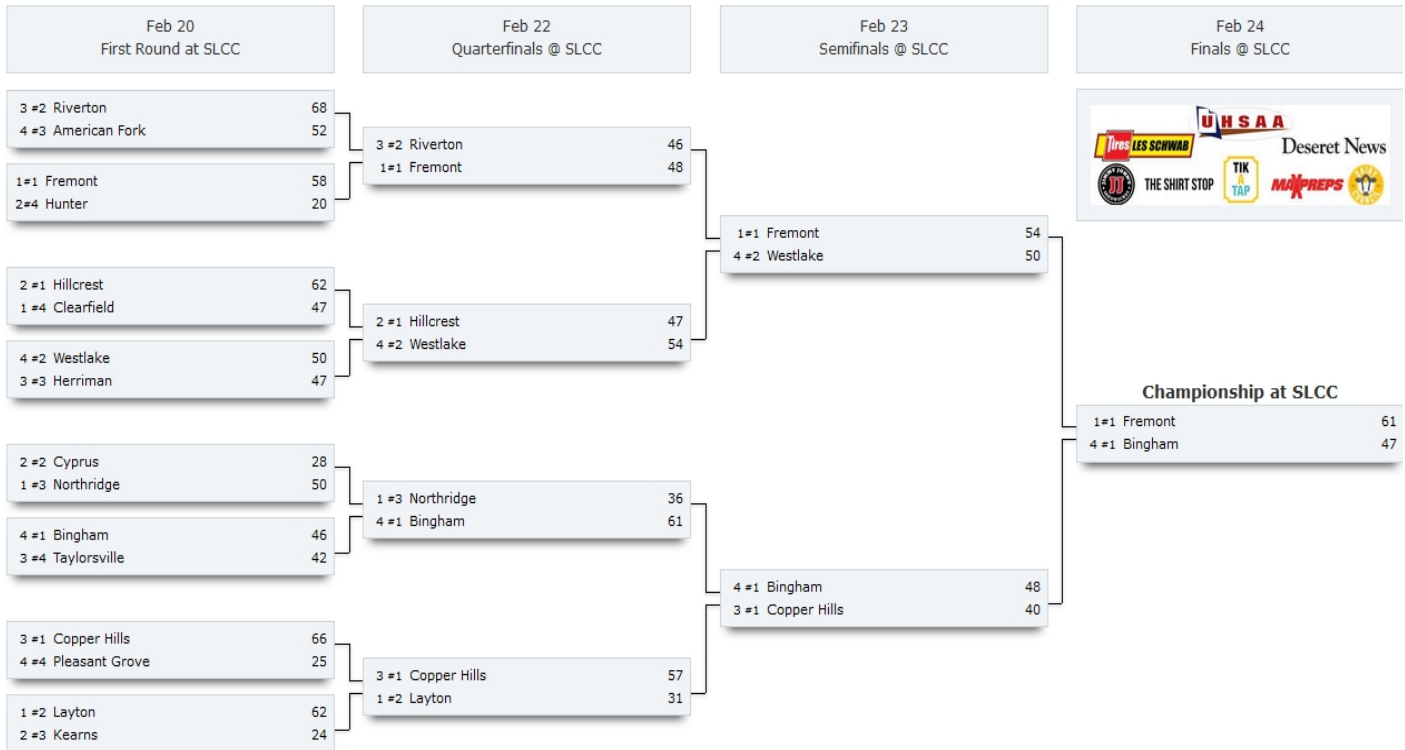 Feb 20
First Round at SLCC
Feb 22
Quarterfinals @ SLCC
Feb 23
Semifinals @ SLCC
Feb 24
Finals @ SLCC
3 #2 Riverton 68
4 #3 American Fork 52
1#1 Fremont 58
2#4 Hunter 20
2 #1 Hillcrest 62
1 #4 Clearfield 47
4 #2 Westlake 50
3 #3 Herriman 47
2 #2 Cyprus 28
1 #3 Northridge 50
4 #1 Bingham 46
3 #4 Taylorsville 42
3 #1 Copper Hills 66
4 #4 Pleasant Grove 25
1 #2 Layton 62
2 #3 Kearns 24
3 #2 Riverton 46
1#1 Fremont 48
2 #1 Hillcrest 47
4 #2 Westlake 54
1 #3 Northridge 36
4 #1 Bingham 61
3 #1 Copper Hills 57
1 #2 Layton 31
1#1 Fremont 54
4 #2 Westlake 50
4 #1 Bingham 48
3 #1 Copper Hills 40
UHSAA
Tires LES SCHWAB
Deseret News
JJ
THE SHIRT STOP
TIK
A
TAP
MAXPREPS
Championship at SLCC
1#1 Fremont 61
4 #1 Bingham 47